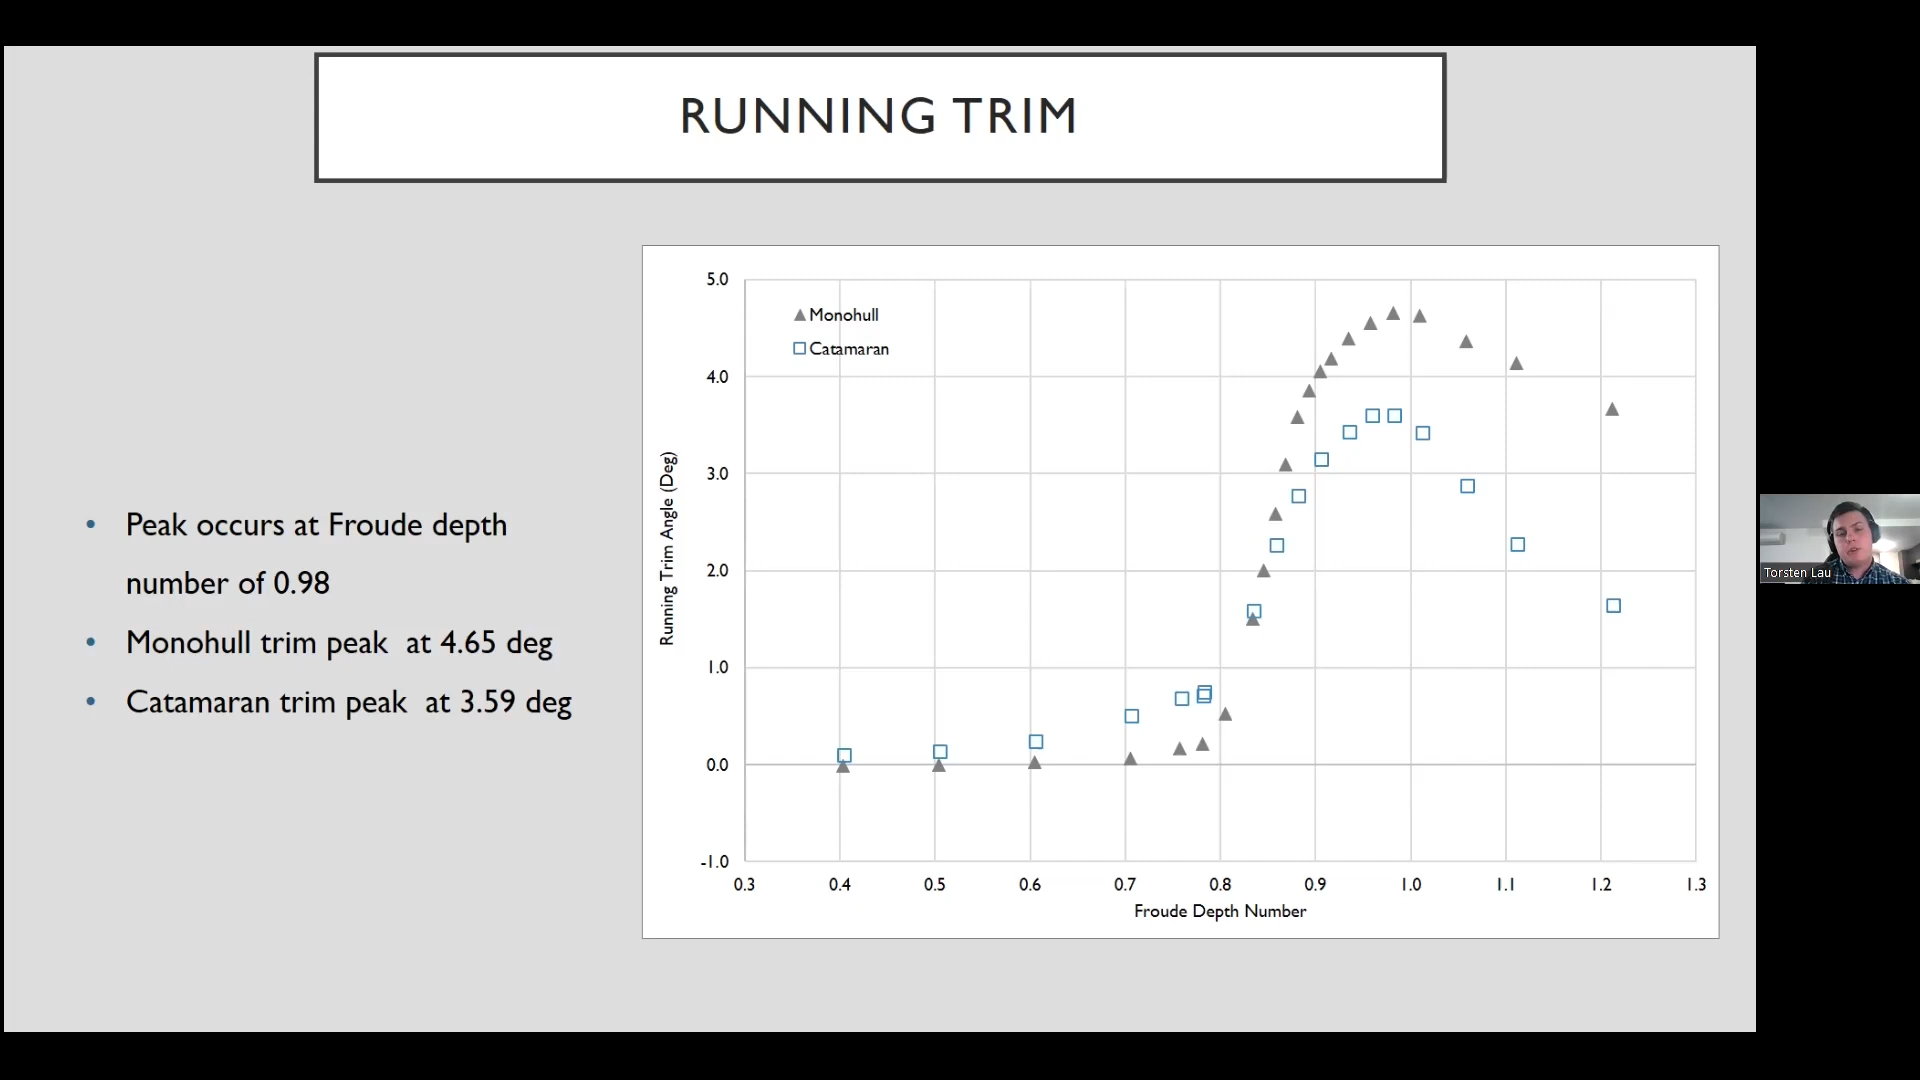 RUNNING TRIM
• Peak occurs at Froude depth
number of 0.98
• Monohull trim peak  at 4.65 deg
• Catamaran trim peak  at 3.59 deg
Monohull
Catamaran
Running Trim Angle (Deg)
5.0
4.0
3.0
2.0
1.0
0.0
-1.0
0.3 0.4 0.5 0.6 0.7 0.8 0.9 1.0 1.1 1.2 1.3
Froude Depth Number
Torsten Lau